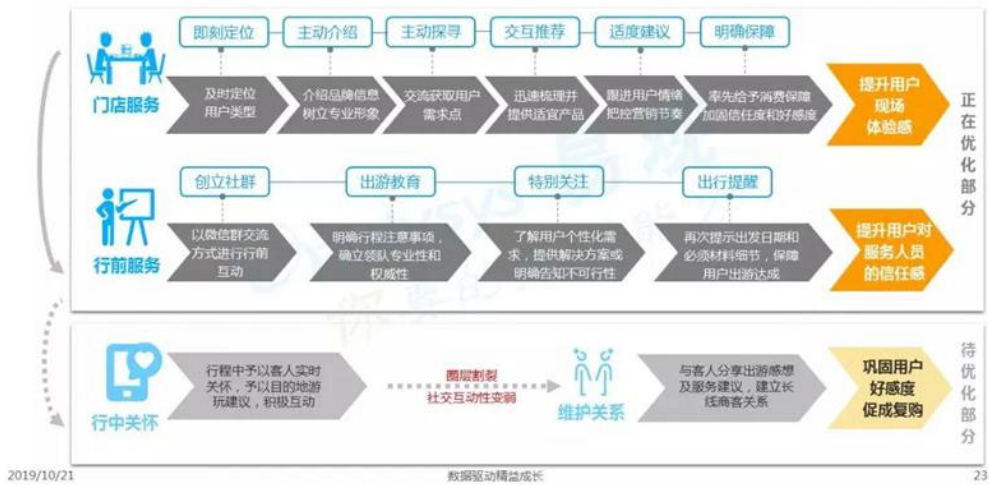 即刻定位 主动介绍 主动探寻 交互推荐 适度建议 明确保障
门店服务
及时定位
用户类型
介绍品牌信息
树立专业形象
交流获取用户
需求点
迅速梳理并
提供适宜产品
跟进用户情绪
把控营销节奏
率先给予消费保障
加固信任度和好感度
提升用户
现场
体验感
创立社群 出游教育 特别关注 出行提醒
行前服务
以微信群交流
方式进行行前
互动
明确行程注意事项，
确立领队专业性和
权威性
了解用户个性化需
求，提供解决方案或
明确告知不可行性
再次提示出发日期和
必须材料细节，保障
用户出游达成
提升用户对
服务人员
的信任感
正在优化部分
行中关怀
行程中予以客人实时
关怀，予以目的地游
玩建议，积极互动
圈层割裂
社交互动性变弱
维护关系
与客人分享出游感想
及服务建议，建立长
线商客关系
巩固用户
好感度
促成复购
待优化部分
2019/10/21 数据驱动精益成长 23